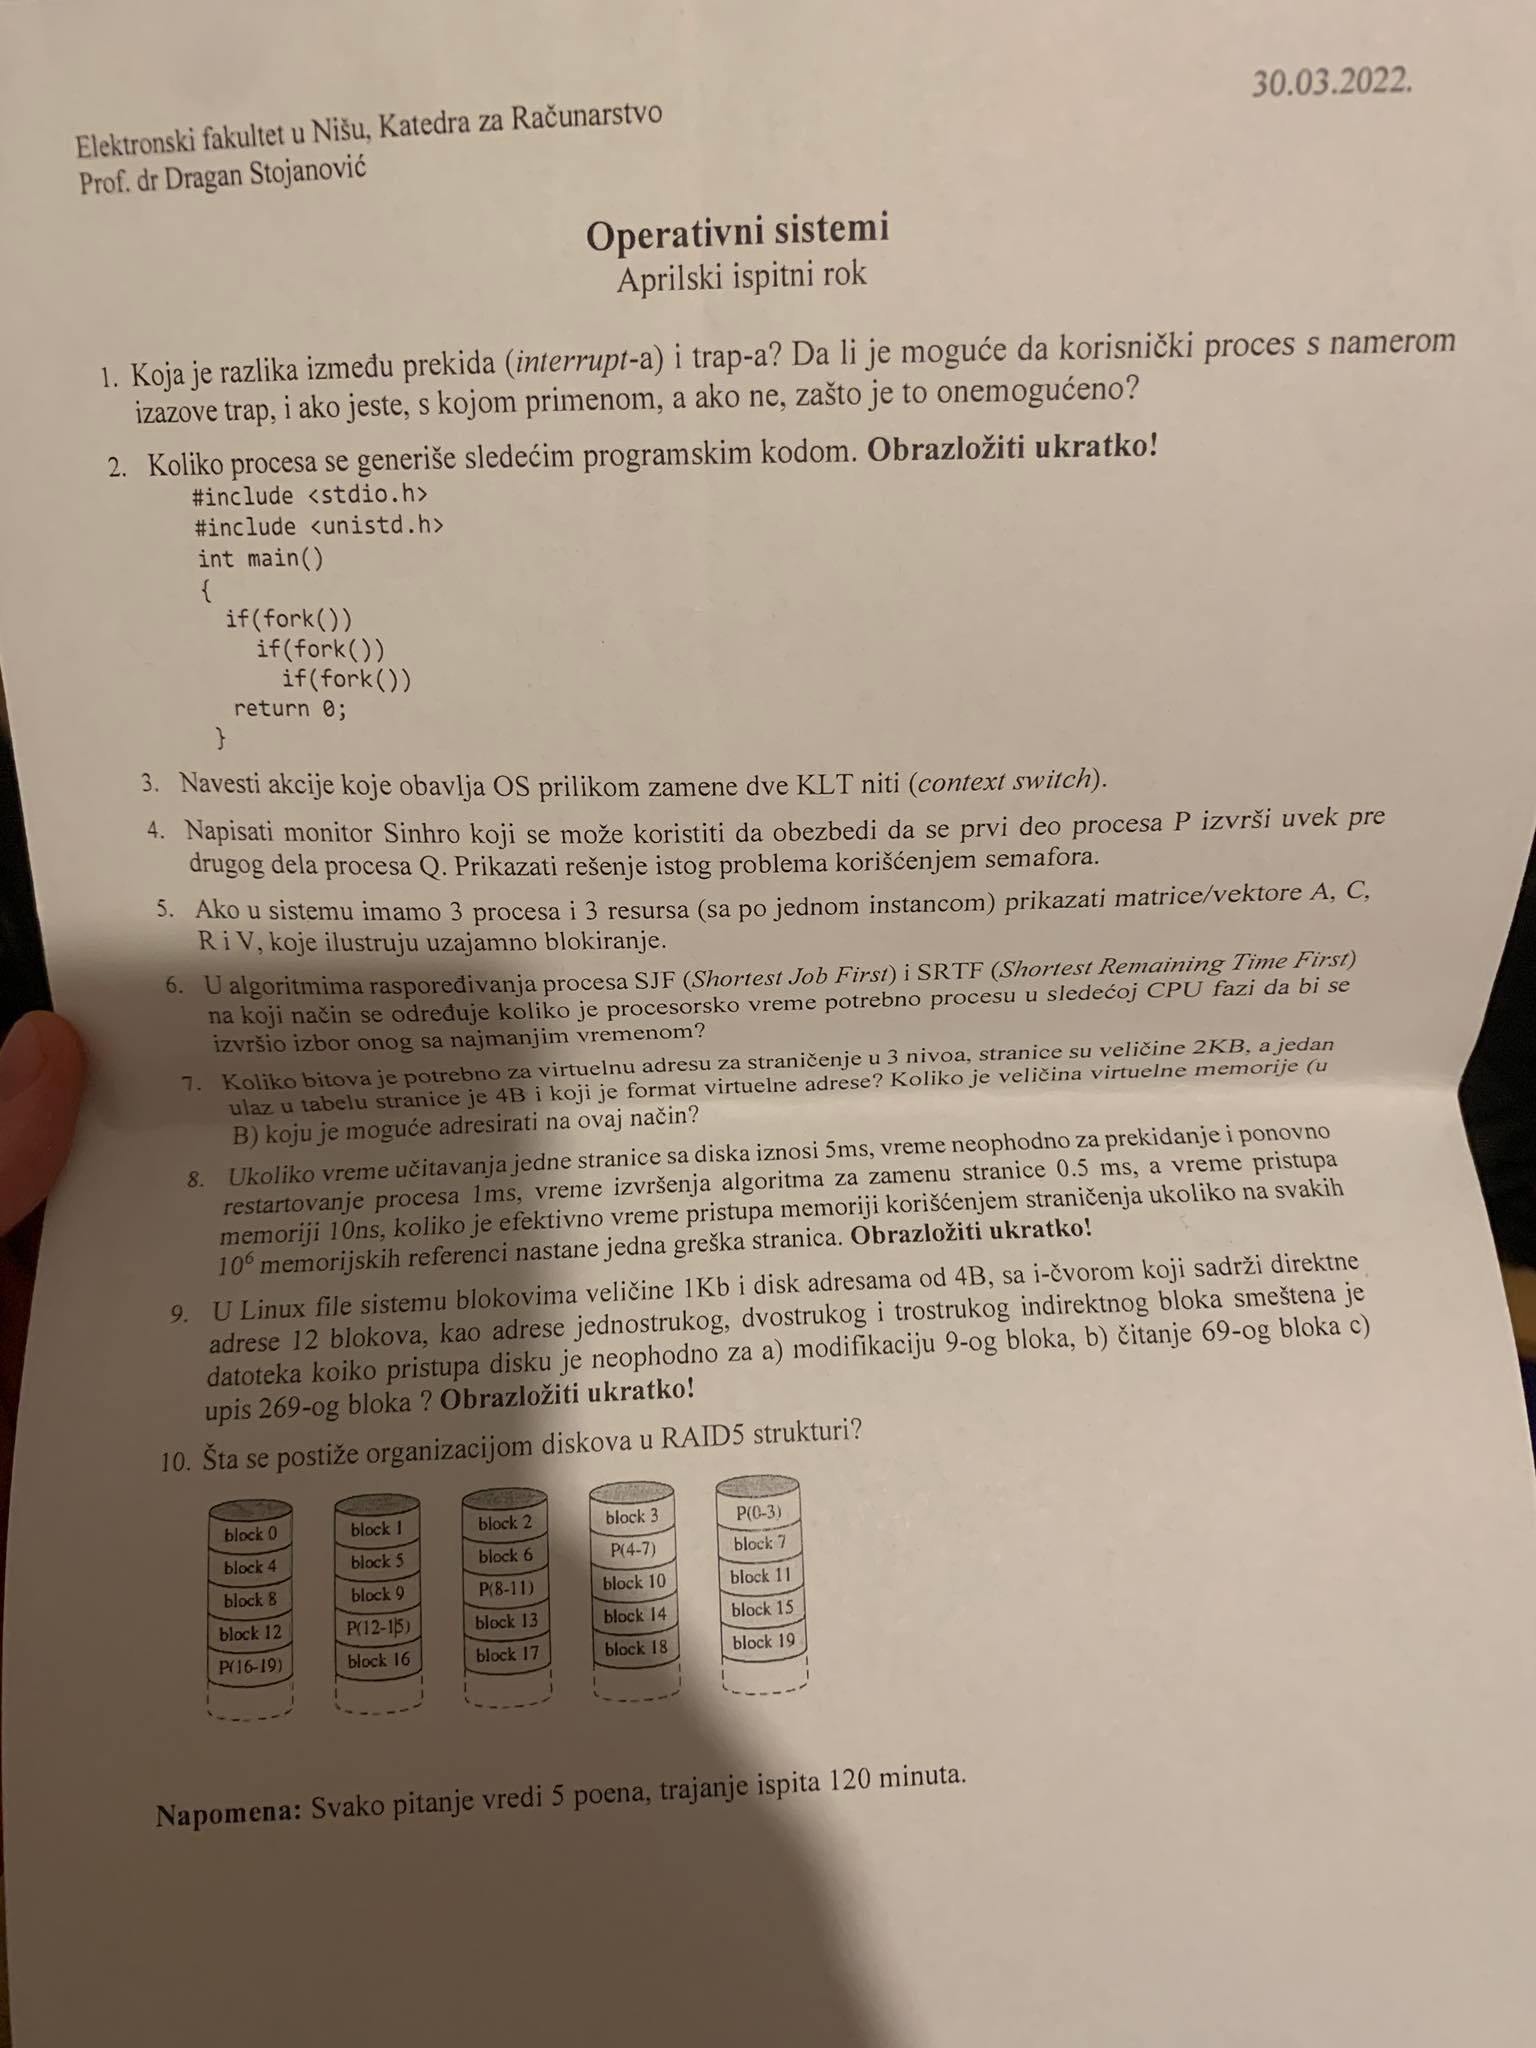 30.03.2022.
Elektronski fakultet u Nišu, Katedra za Računarstvo
Prof. dr Dragan Stojanović
Operativni sistemi
Aprilski ispitni rok
1. Koja je razlika između prekida (interrupt-a) i trap-a? Da li je moguće da korisnički proces s namerom
izazove trap, i ako jeste, s kojom primenom, a ako ne, zašto je to onemogućeno?
2. Koliko procesa se generiše sledećim programskim kodom. Obrazložiti ukratko!
#include <stdio.h>
#include <unistd.h>
int main()
{
if(fork())
if(fork())
if(fork())
return 0;
}
3. Navesti akcije koje obavlja OS prilikom zamene dve KLT niti (context switch).
4. Napisati monitor Sinhro koji se može koristiti da obezbedi da se prvi deo procesa P izvrši uvek pre
drugog dela procesa Q. Prikazati rešenje istog problema korišćenjem semafora.
5. Ako u sistemu imamo 3 procesa i 3 resursa (sa po jednom instancom) prikazati matrice/vektore A, C,
R i V, koje ilustruju uzajamno blokiranje.
6. U algoritmima raspoređivanja procesa SJF (Shortest Job First) i SRTF (Shortest Remaining Time First)
na koji način se određuje koliko je procesorsko vreme potrebno procesu u sledećoj CPU fazi da bi se
izvršio izbor onog sa najmanjim vremenom?
7. Koliko bitova je potrebno za virtuelnu adresu za straničenje u 3 nivoa, stranice su veličine 2KB, a jedan
ulaz u tabelu stranice je 4B i koji je format virtuelne adrese? Koliko je veličina virtuelne memorije (u
B) koju je moguće adresirati na ovaj način?
8. Ukoliko vreme učitavanja jedne stranice sa diska iznosi 5ms, vreme neophodno za prekidanje i ponovno
restartovanje procesa 1ms, vreme izvršenja algoritma za zamenu stranice 0.5 ms, a vreme pristupa
memoriji 10ns, koliko je efektivno vreme pristupa memoriji korišćenjem straničenja ukoliko na svakih
10⁶ memorijskih referenci nastane jedna greška stranica. Obrazložiti ukratko!
9. U Linux file sistemu blokovima veličine 1Kb i disk adresama od 4B, sa i-čvorom koji sadrži direktne
adrese 12 blokova, kao adrese jednostrukog, dvostrukog i trostrukog indirektnog bloka smeštena je
datoteka koiko pristupa disku je neophodno za a) modifikaciju 9-og bloka, b) čitanje 69-og bloka c)
upis 269-og bloka ? Obrazložiti ukratko!
10. Šta se postiže organizacijom diskova u RAID5 strukturi?
block 0 block 1 block 2 block 3 P(0-3)
block 4 block 5 block 6 P(4-7) block 7
block 8 block 9 P(8-11) block 10 block 11
block 12 P(12-15) block 13 block 14 block 15
P(16-19) block 16 block 17 block 18 block 19
Napomena: Svako pitanje vredi 5 poena, trajanje ispita 120 minuta.